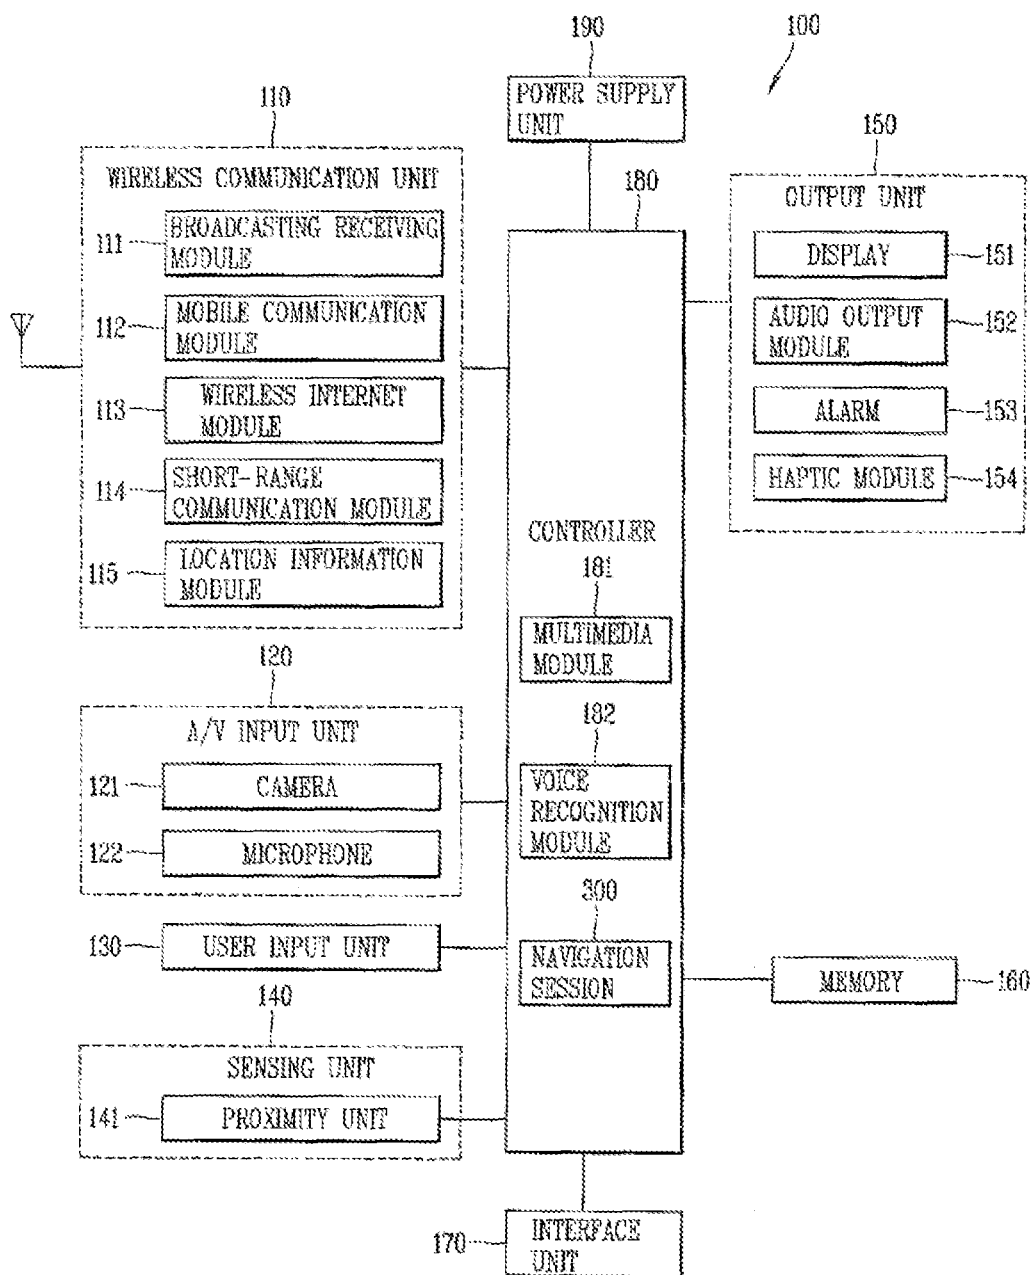 190
100
POWER SUPPLY
UNIT
110
150
WIRELESS COMMUNICATION UNIT
180
OUTPUT UNIT
111
BROADCASTING RECEIVING
MODULE
DISPLAY
151
112
MOBILE COMMUNICATION
MODULE
AUDIO OUTPUT
MODULE
152
113
WIRELESS INTERNET
MODULE
ALARM
153
114
SHORT-RANGE
COMMUNICATION MODULE
HAPTIC MODULE
154
115
LOCATION INFORMATION
MODULE
CONTROLLER
181
MULTIMEDIA
MODULE
120
A/V INPUT UNIT
182
121
CAMERA
VOICE
RECOGNITION
MODULE
122
MICROPHONE
300
130
USER INPUT UNIT
NAVIGATION
SESSION
MEMORY
160
140
SENSING UNIT
141
PROXIMITY UNIT
170
INTERFACE
UNIT